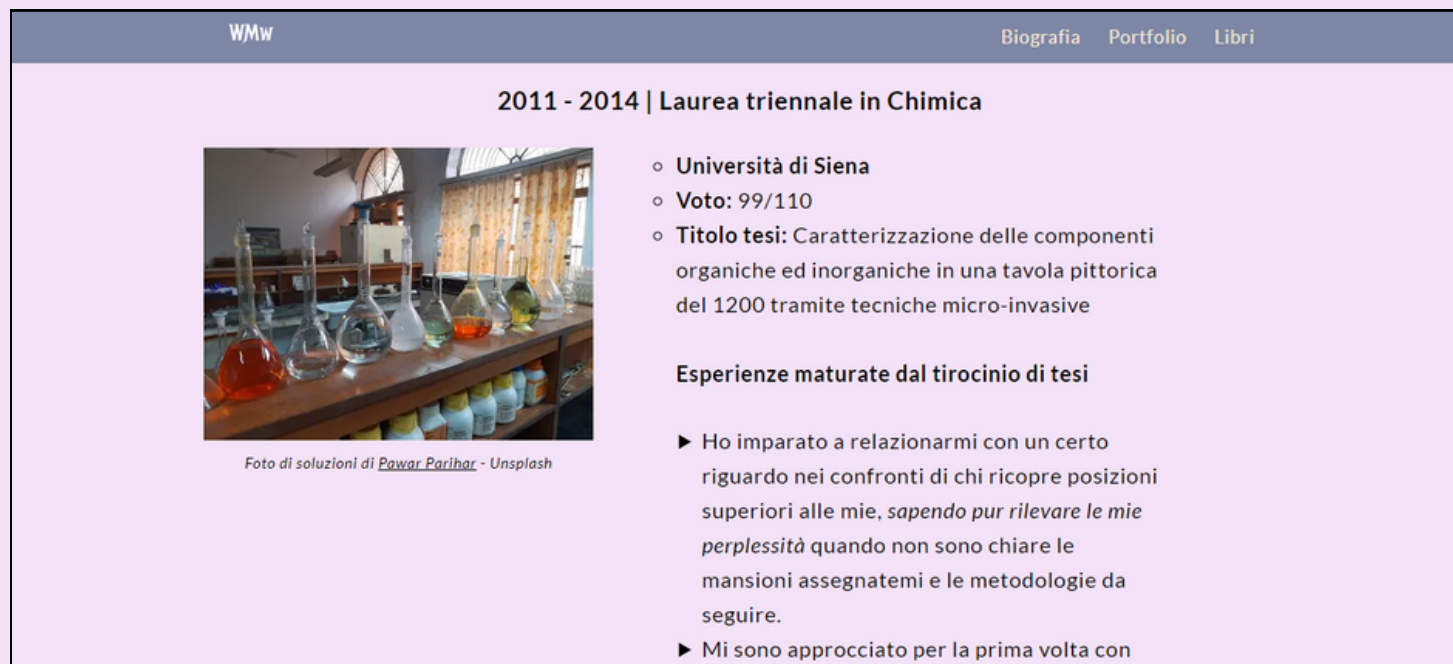 WMw
Biografia Portfolio Libri
2011 - 2014 | Laurea triennale in Chimica
Foto di soluzioni di Pawar Parihar - Unsplash
Università di Siena
Voto: 99/110
Titolo tesi: Caratterizzazione delle componenti
organiche ed inorganiche in una tavola pittorica
del 1200 tramite tecniche micro-invasive
Esperienze maturate dal tirocinio di tesi
Ho imparato a relazionarmi con un certo
riguardo nei confronti di chi ricopre posizioni
superiori alle mie, sapendo pur rilevare le mie
perplessità quando non sono chiare le
mansioni assegnatemi e le metodologie da
seguire.
Mi sono approcciato per la prima volta con